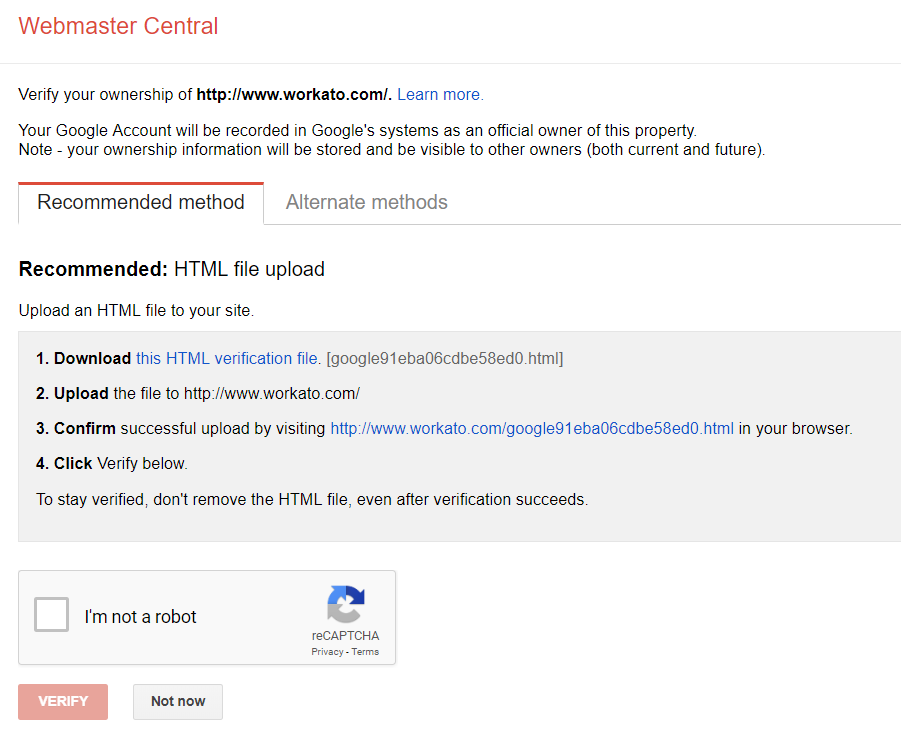 Webmaster Central
Verify your ownership of http://www.workato.com/. Learn more.
Your Google Account will be recorded in Google's systems as an official owner of this property.
Note - your ownership information will be stored and be visible to other owners (both current and future).
Recommended method Alternate methods
Recommended: HTML file upload
Upload an HTML file to your site.
1. Download this HTML verification file. [google91eba06cdbe58ed0.html]
2. Upload the file to http://www.workato.com/
3. Confirm successful upload by visiting http://www.workato.com/google91eba06cdbe58ed0.html in your browser.
4. Click Verify below.
To stay verified, don't remove the HTML file, even after verification succeeds.
I'm not a robot
reCAPTCHA
Privacy - Terms
VERIFY Not now